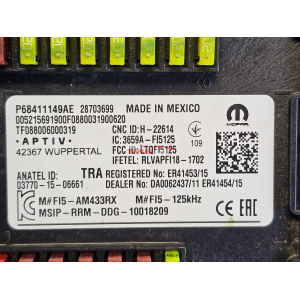 P68411149AE 28703699 MADE IN MEXICO
005215691900F0880031900620
TF088006000319
CNC ID:H-22614
• A P T I V •
IC:3659A-FI5125
MOPAR
42367 WUPPERTAL
FCC ID:LTQFI5125
109
IFETEL: RLVAPFI18-1702
ANATEL ID:
TRA
REGISTERED No: ER41453/15
03770-15-06661
DEALER No: DA0062437/11 ER41454/15
M#FI5-AM433RX M#FI5-125kHz
MSIP-RRM-DDG-10018209